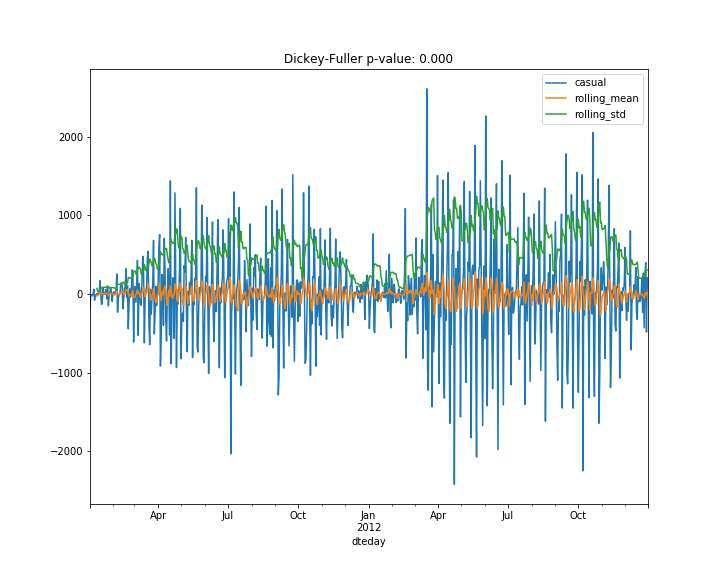 Dickey-Fuller p-value: 0.000
casual
rolling_mean
rolling_std
2000
1000
0
−1000
−2000
Apr Jul Oct Jan Apr Jul Oct
2012
dteday